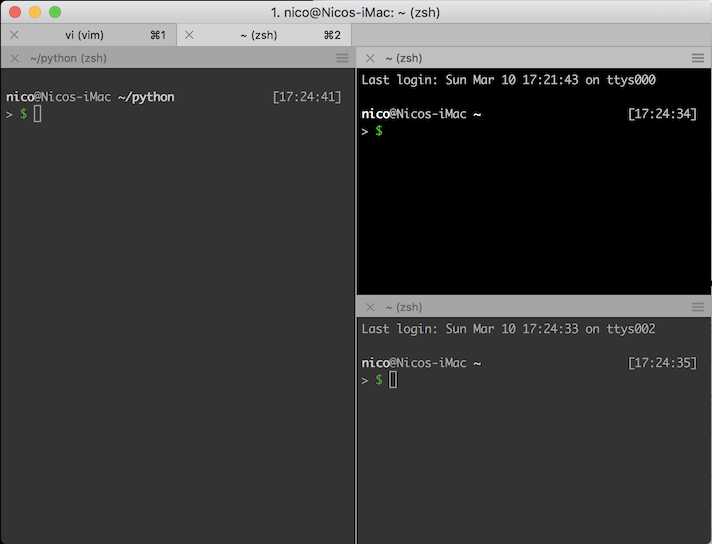 1. nico@Nicos-iMac: ~ (zsh)
vi (vim) ⌘1
~ (zsh) ⌘2
~/python (zsh)
nico@Nicos-iMac ~/python [17:24:41]
> $
~ (zsh)
Last login: Sun Mar 10 17:21:43 on ttys000
nico@Nicos-iMac ~ [17:24:34]
> $
~ (zsh)
Last login: Sun Mar 10 17:24:33 on ttys002
nico@Nicos-iMac ~ [17:24:35]
> $